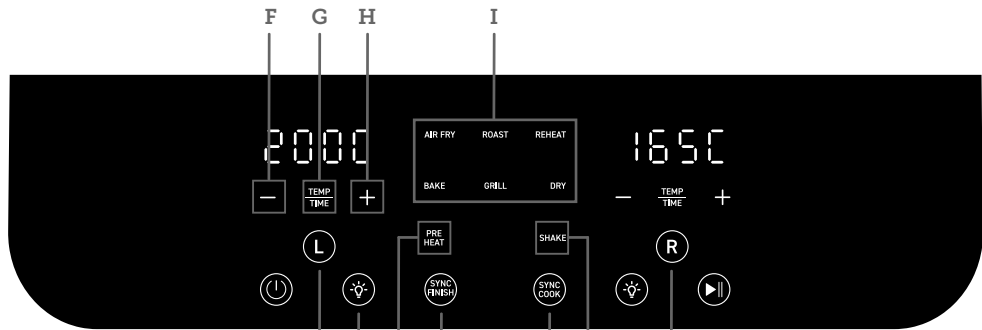 F G H I
200C
165C
AIR FRY ROAST REHEAT
BAKE GRILL DRY
− TEMP
TIME +
− TEMP
TIME +
PRE
HEAT
SHAKE
L
R
SYNC
FINISH
SYNC
COOK